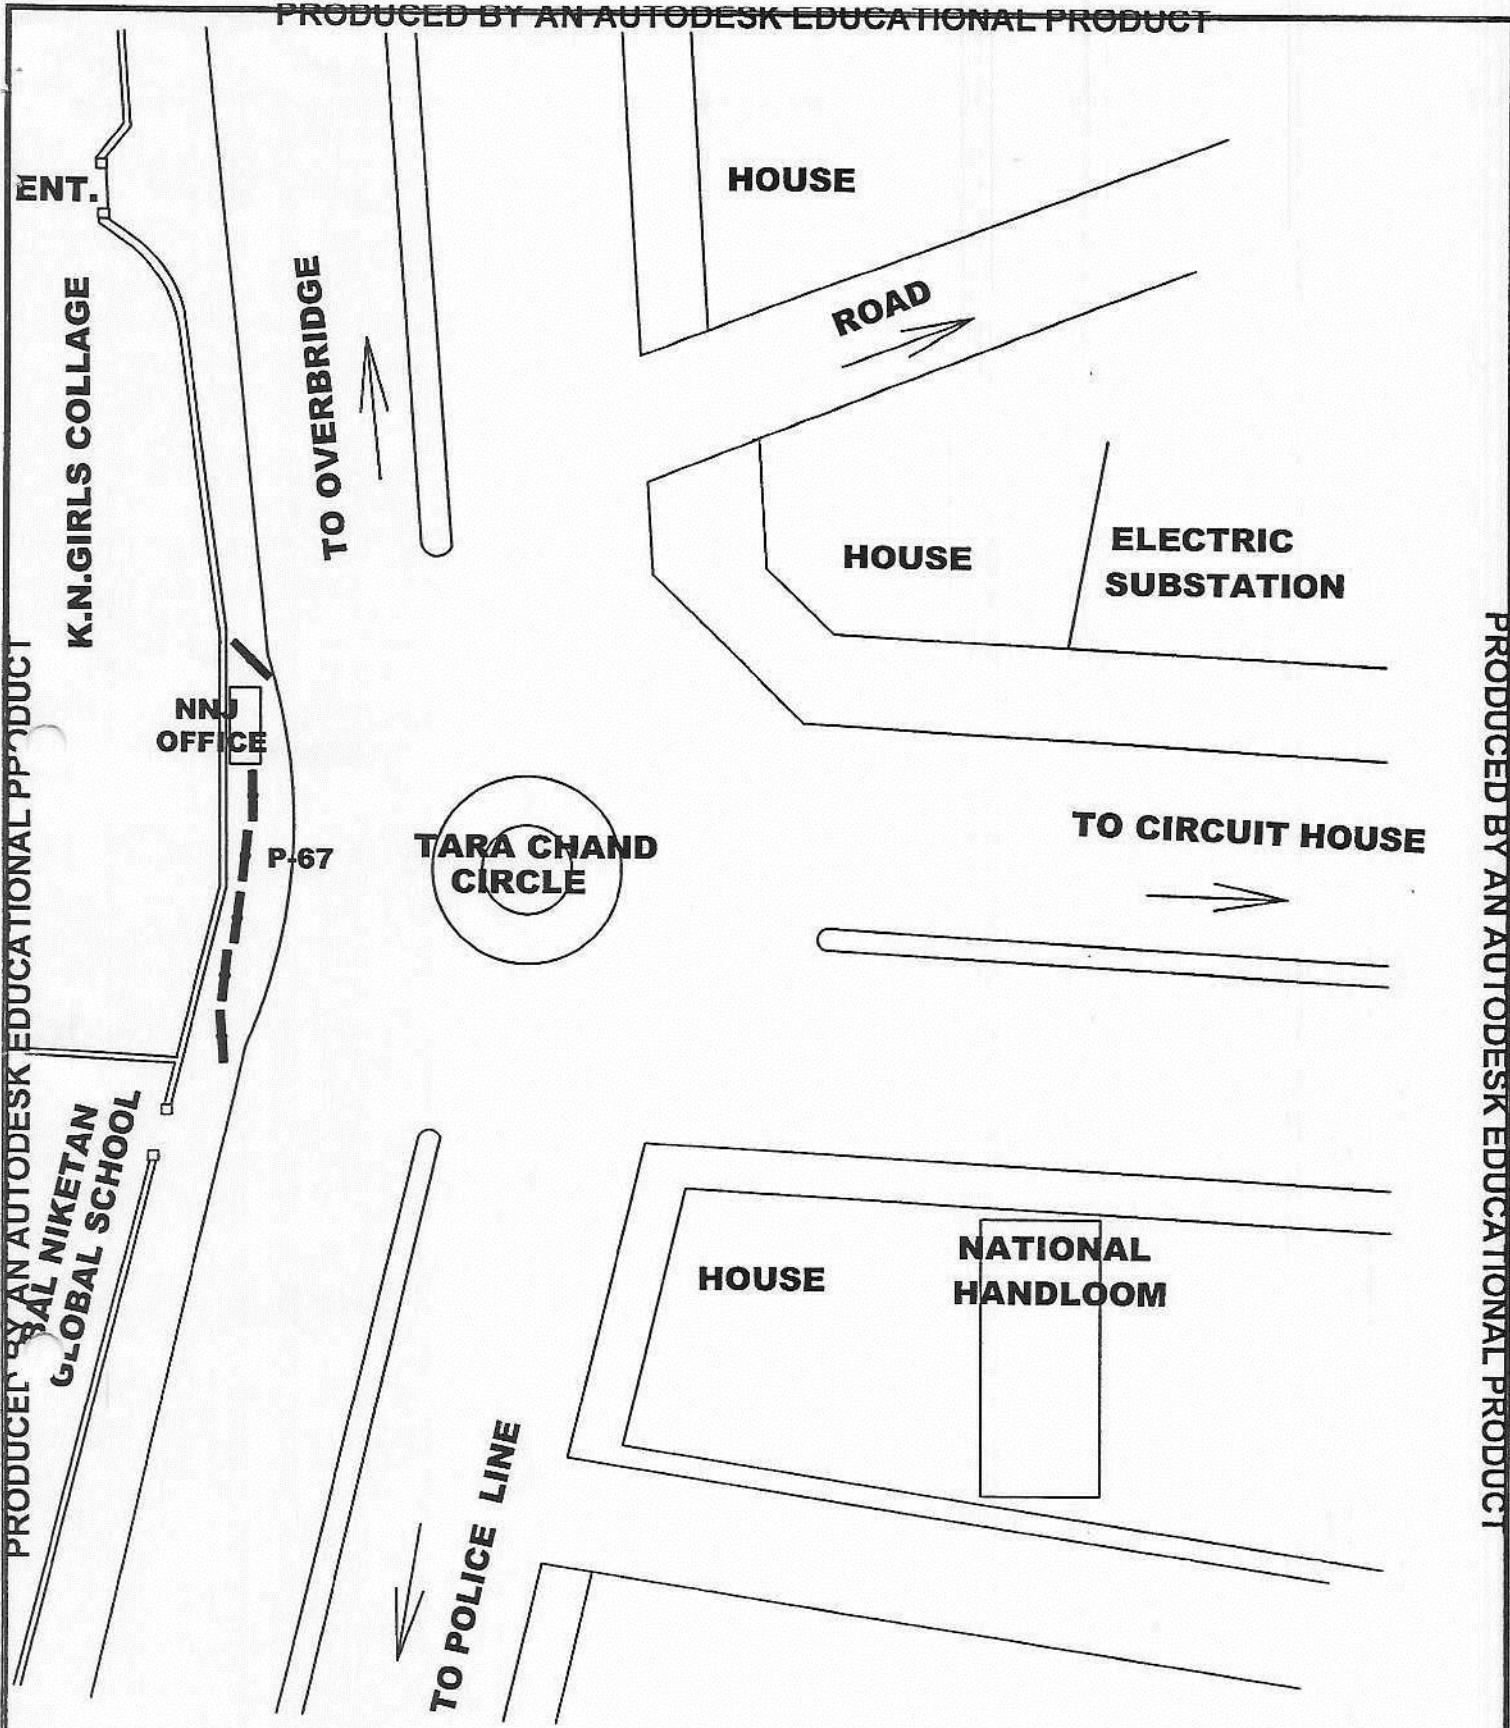 PRODUCED BY AN AUTODESK EDUCATIONAL PRODUCT
ENT.
HOUSE
K.N.GIRLS COLLAGE
TO OVERBRIDGE
ROAD
HOUSE
ELECTRIC
SUBSTATION
NNJ
OFFICE
P-67
TARA CHAND
CIRCLE
TO CIRCUIT HOUSE
BAL NIKETAN
GLOBAL SCHOOL
HOUSE
NATIONAL
HANDLOOM
TO POLICE LINE
PRODUCED BY AN AUTODESK EDUCATIONAL PRODUCT
PRODUCED BY AN AUTODESK EDUCATIONAL PRODUCT